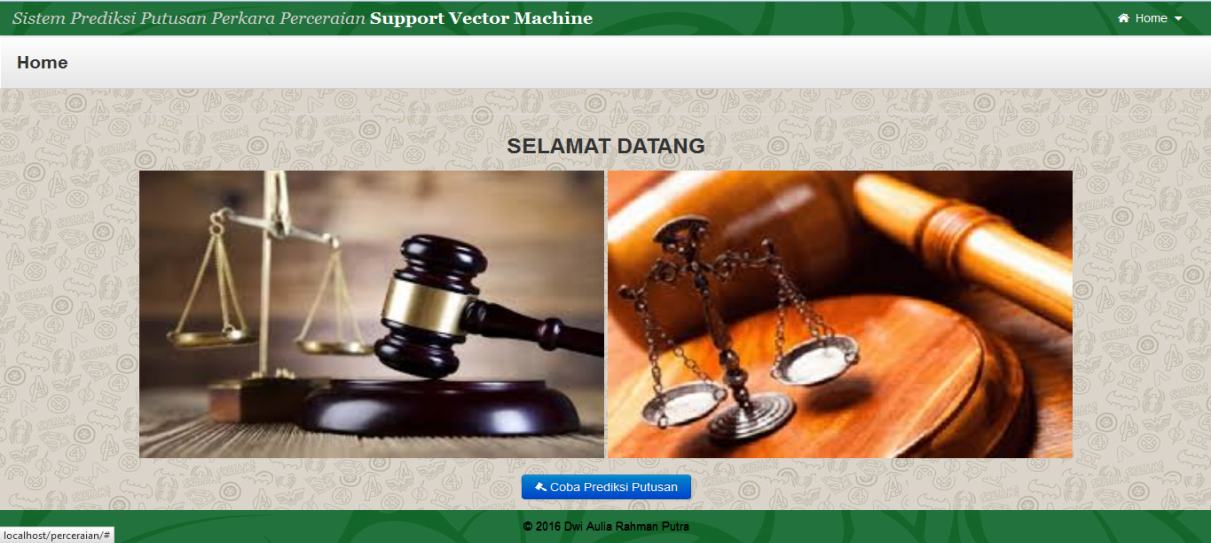 Sistem Prediksi Putusan Perkara Perceraian Support Vector Machine
Home
Home
SELAMAT DATANG
Coba Prediksi Putusan
© 2016 Dwi Aulia Rahman Putra
localhost/perceraian/#